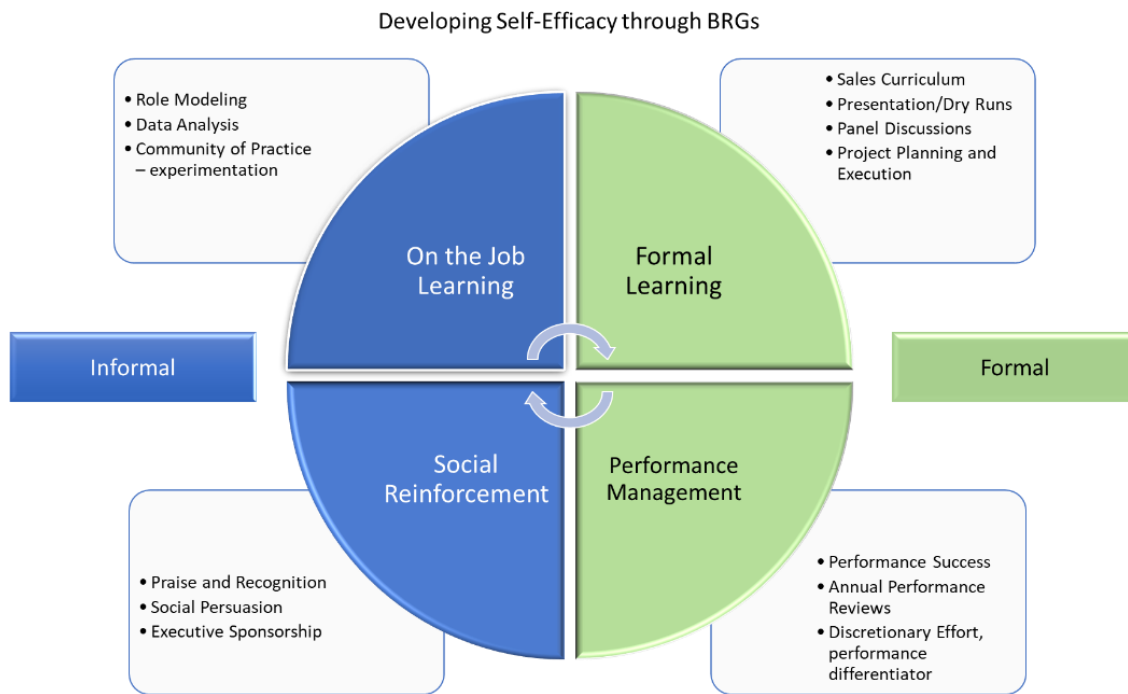 Developing Self-Efficacy through BRGs
• Role Modeling
• Data Analysis
• Community of Practice
– experimentation
• Sales Curriculum
• Presentation/Dry Runs
• Panel Discussions
• Project Planning and
Execution
On the Job
Learning
Formal
Learning
Informal
Formal
Social
Reinforcement
Performance
Management
• Praise and Recognition
• Social Persuasion
• Executive Sponsorship
• Performance Success
• Annual Performance
Reviews
• Discretionary Effort,
performance
differentiator